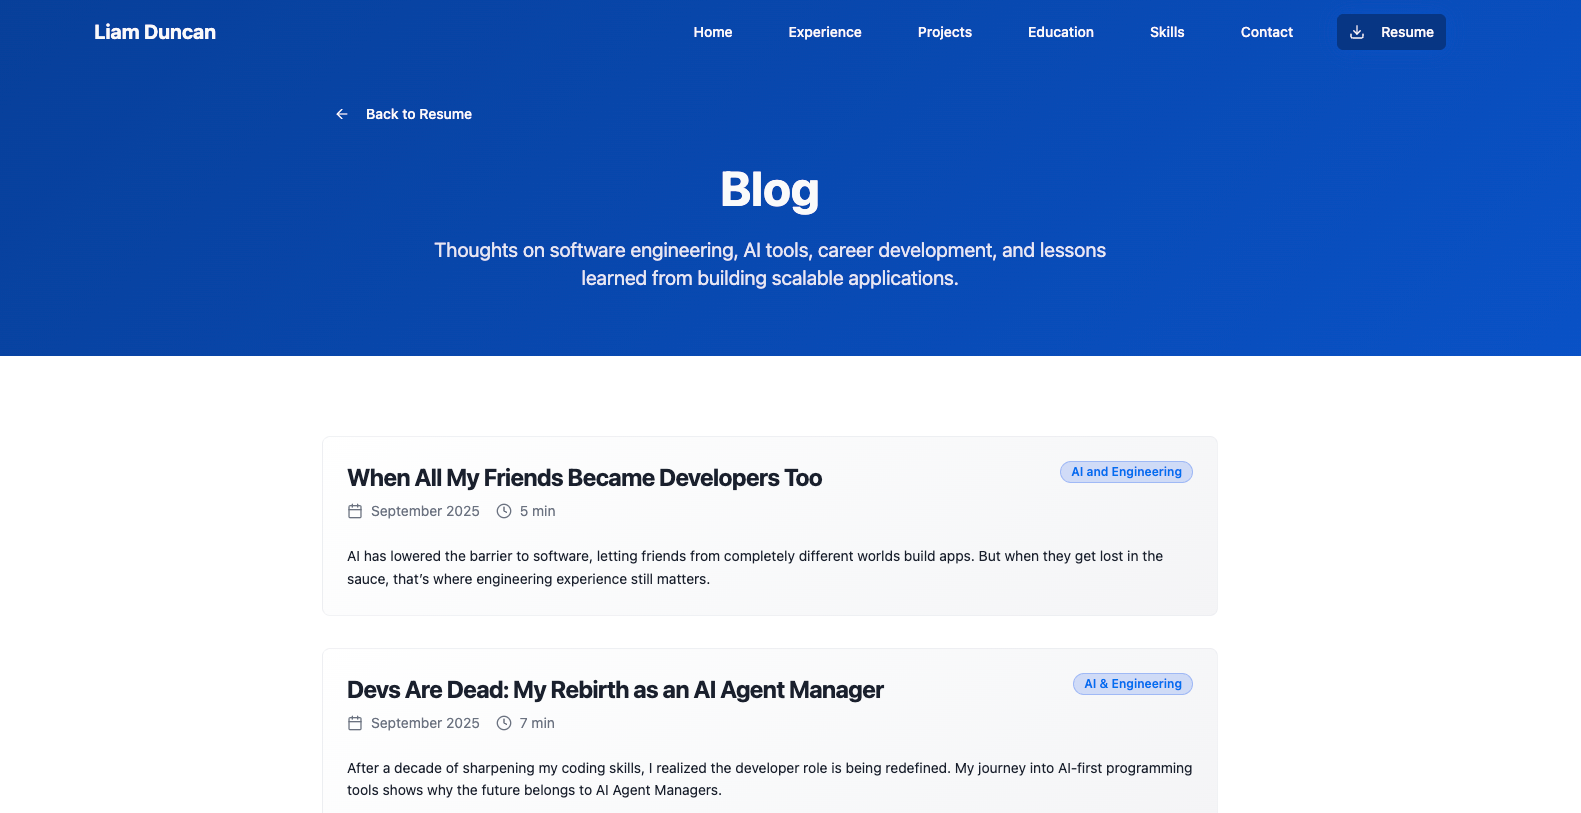 Liam Duncan
Home
Experience
Projects
Education
Skills
Contact
Resume
Back to Resume
Blog
Thoughts on software engineering, AI tools, career development, and lessons
learned from building scalable applications.
When All My Friends Became Developers Too
AI and Engineering
September 2025
5 min
AI has lowered the barrier to software, letting friends from completely different worlds build apps. But when they get lost in the
sauce, that’s where engineering experience still matters.
Devs Are Dead: My Rebirth as an AI Agent Manager
AI & Engineering
September 2025
7 min
After a decade of sharpening my coding skills, I realized the developer role is being redefined. My journey into AI-first programming
tools shows why the future belongs to AI Agent Managers.